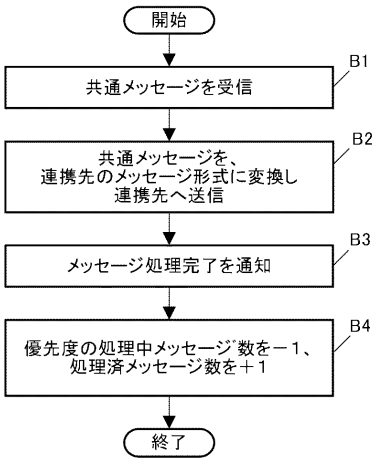 開始
B1
共通メッセージを受信
B2
共通メッセージを、
連携先のメッセージ形式に変換し
連携先へ送信
B3
メッセージ処理完了を通知
B4
優先度の処理中メッセージ数を－１、
処理済メッセージ数を＋１
終了